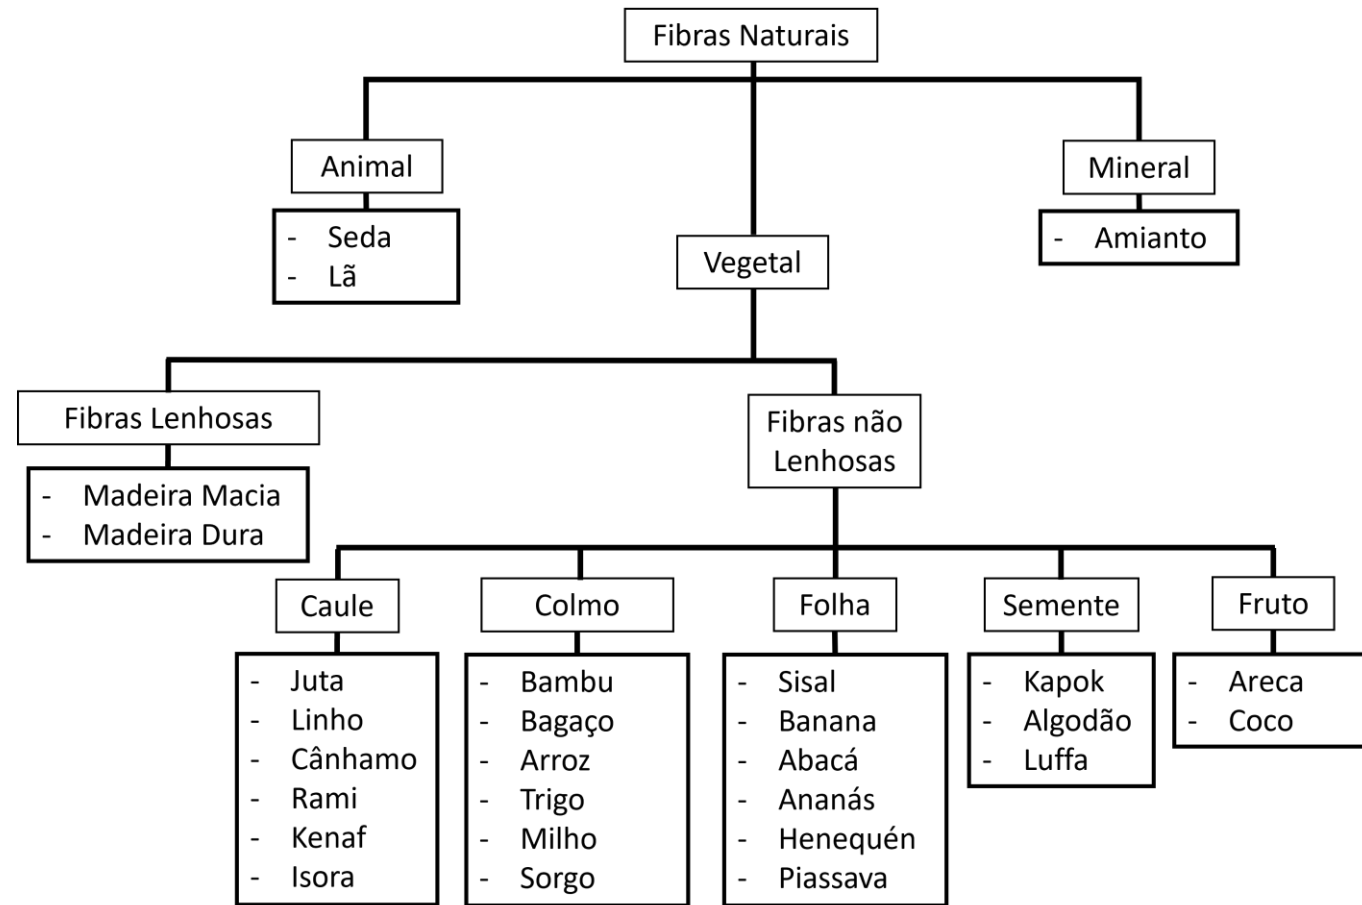 Fibras Naturais
Animal
- Seda
- Lã
Vegetal
Mineral
- Amianto
Fibras Lenhosas
- Madeira Macia
- Madeira Dura
Fibras não
Lenhosas
Caule
- Juta
- Linho
- Cânhamo
- Rami
- Kenaf
- Isora
Colmo
- Bambu
- Bagaço
- Arroz
- Trigo
- Milho
- Sorgo
Folha
- Sisal
- Banana
- Abacá
- Ananás
- Henequén
- Piassava
Semente
- Kapok
- Algodão
- Luffa
Fruto
- Areca
- Coco